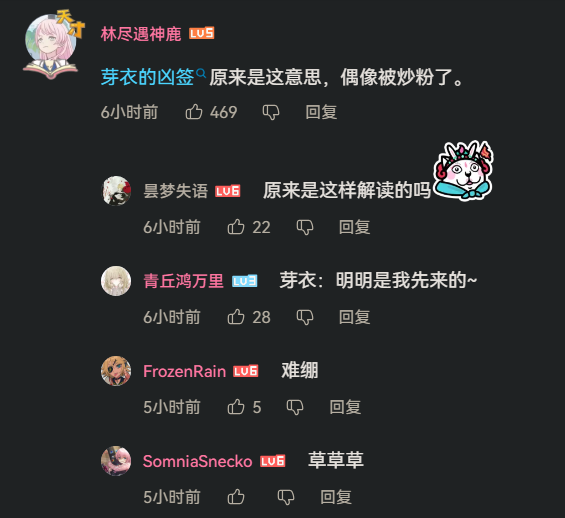 天才
林尽遇神鹿 LV5
芽衣的凶签 原来是这意思，偶像被炒粉了。
6小时前 469 回复
昙梦失语 LV6 原来是这样解读的吗
6小时前 22 回复
青丘鸿万里 LV3 芽衣：明明是我先来的~
6小时前 28 回复
FrozenRain LV6 难绷
5小时前 5 回复
SomniaSnecko LV6 草草草
5小时前 回复